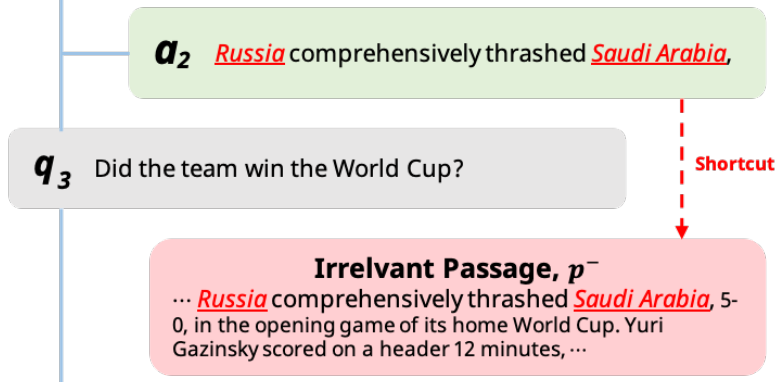 a2 Russia comprehensively thrashed Saudi Arabia,
q3 Did the team win the World Cup?
Shortcut
Irrelvant Passage, p−
··· Russia comprehensively thrashed Saudi Arabia, 5-
0, in the opening game of its home World Cup. Yuri
Gazinsky scored on a header 12 minutes, ···